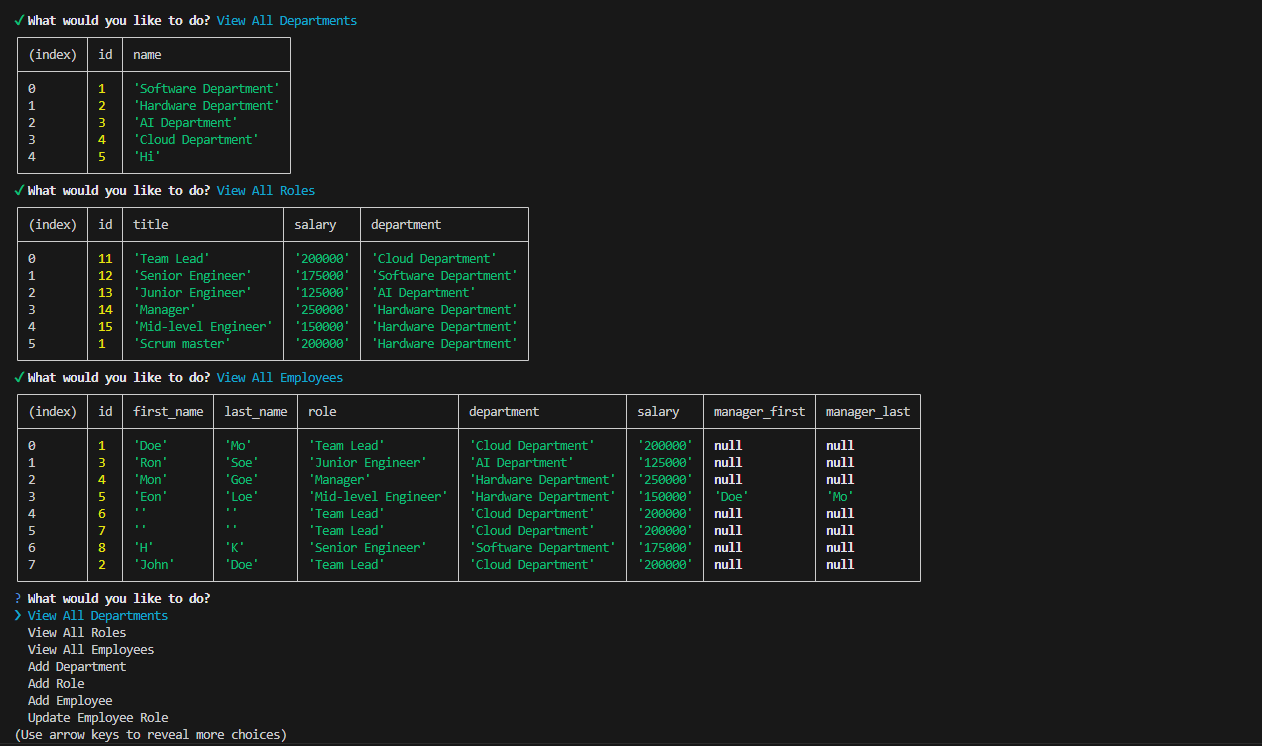 ✓ What would you like to do? View All Departments
(index) id name
0 1 'Software Department'
1 2 'Hardware Department'
2 3 'AI Department'
3 4 'Cloud Department'
4 5 'Hi'
✓ What would you like to do? View All Roles
(index) id title salary department
0 11 'Team Lead' '200000' 'Cloud Department'
1 12 'Senior Engineer' '175000' 'Software Department'
2 13 'Junior Engineer' '125000' 'AI Department'
3 14 'Manager' '250000' 'Hardware Department'
4 15 'Mid-level Engineer' '150000' 'Hardware Department'
5 1 'Scrum master' '200000' 'Hardware Department'
✓ What would you like to do? View All Employees
(index) id first_name last_name role department salary manager_first manager_last
0 1 'Doe' 'Mo' 'Team Lead' 'Cloud Department' '200000' null null
1 3 'Ron' 'Soe' 'Junior Engineer' 'AI Department' '125000' null null
2 4 'Mon' 'Goe' 'Manager' 'Hardware Department' '250000' null null
3 5 'Eon' 'Loe' 'Mid-level Engineer' 'Hardware Department' '150000' 'Doe' 'Mo'
4 6 '' '' 'Team Lead' 'Cloud Department' '200000' null null
5 7 '' '' 'Team Lead' 'Cloud Department' '200000' null null
6 8 'H' 'K' 'Senior Engineer' 'Software Department' '175000' null null
7 2 'John' 'Doe' 'Team Lead' 'Cloud Department' '200000' null null
? What would you like to do?
❯ View All Departments
View All Roles
View All Employees
Add Department
Add Role
Add Employee
Update Employee Role
(Use arrow keys to reveal more choices)